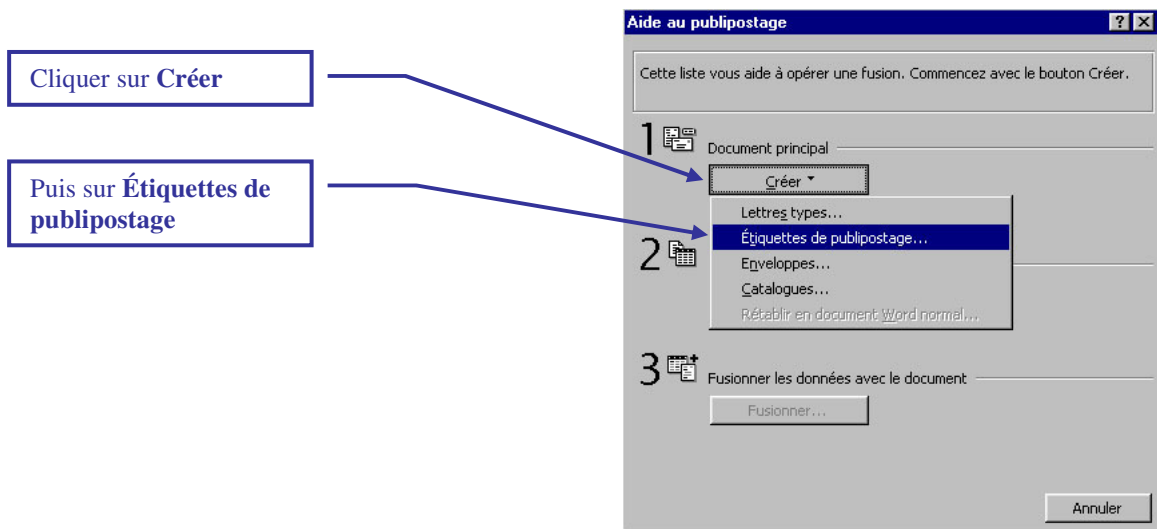 Aide au publipostage
Cliquer sur Créer
Cette liste vous aide à opérer une fusion. Commencez avec le bouton Créer.
1
Document principal
Créer
Puis sur Étiquettes de
publipostage
Lettres types...
Étiquettes de publipostage...
2
Enveloppes...
Catalogues...
Rétablir en document Word normal...
3
Fusionner les données avec le document
Fusionner...
Annuler